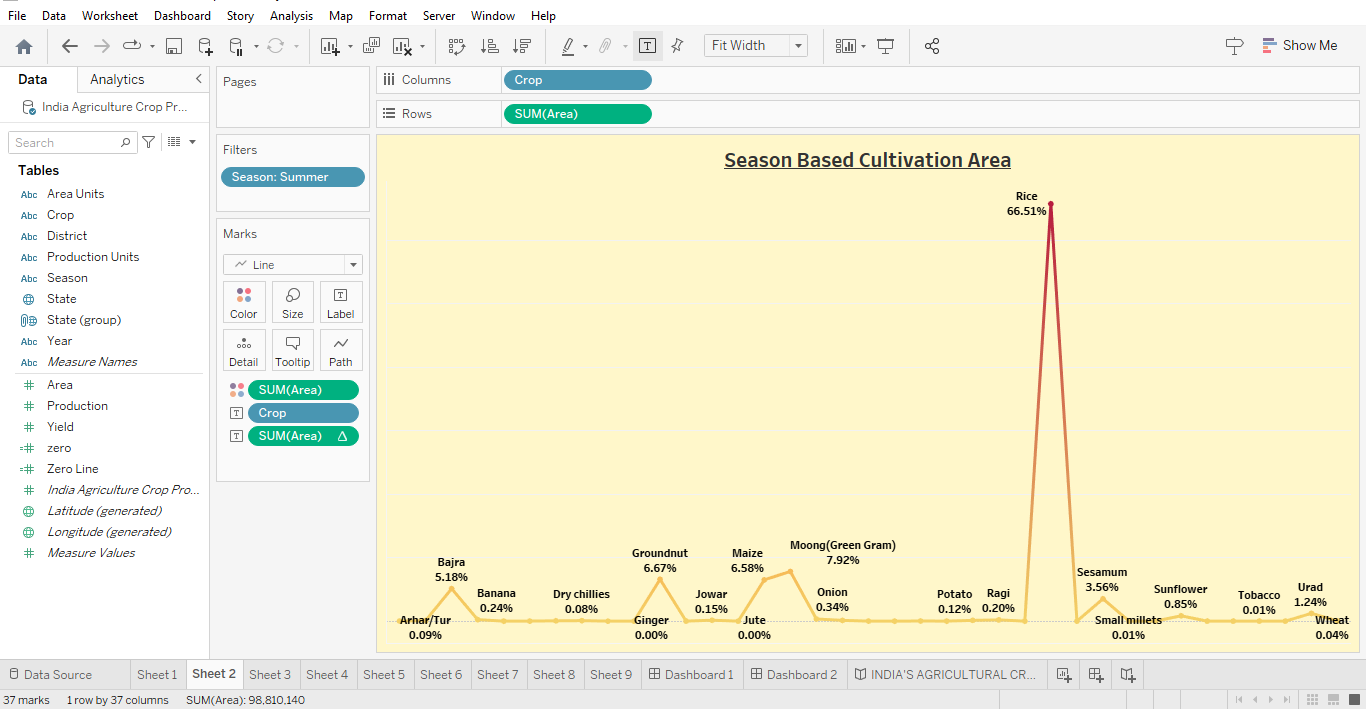 File Data Worksheet Dashboard Story Analysis Map Format Server Window Help
Fit Width
Show Me
Data Analytics
India Agriculture Crop Pr...
Search
Tables
Abc Area Units
Abc Crop
Abc District
Abc Production Units
Abc Season
State
State (group)
Abc Year
Abc Measure Names
Area
Production
Yield
zero
Zero Line
India Agriculture Crop Pro...
Latitude (generated)
Longitude (generated)
Measure Values
Pages
Filters
Season: Summer
Marks
Line
Color Size Label
Detail Tooltip Path
SUM(Area)
Crop
SUM(Area)
Columns Crop
Rows SUM(Area)
Season Based Cultivation Area
Rice
66.51%
Arhar/Tur
0.09%
Bajra
5.18%
Banana
0.24%
Dry chillies
0.08%
Groundnut
6.67%
Ginger
0.00%
Jowar
0.15%
Maize
6.58%
Jute
0.00%
Moong(Green Gram)
7.92%
Onion
0.34%
Potato
0.12%
Ragi
0.20%
Sesamum
3.56%
Small millets
0.01%
Sunflower
0.85%
Tobacco
0.01%
Urad
1.24%
Wheat
0.04%
Data Source Sheet 1 Sheet 2 Sheet 3 Sheet 4 Sheet 5 Sheet 6 Sheet 7 Sheet 8 Sheet 9 Dashboard 1 Dashboard 2 INDIA'S AGRICULTURAL CR...
37 marks 1 row by 37 columns SUM(Area): 98,810,140